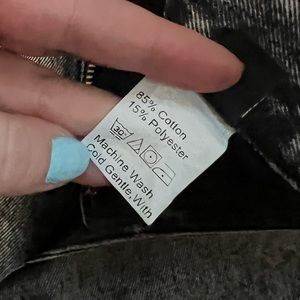 85% Cotton
15% Polyester
30
Machine Wash
Cold Gentle,With